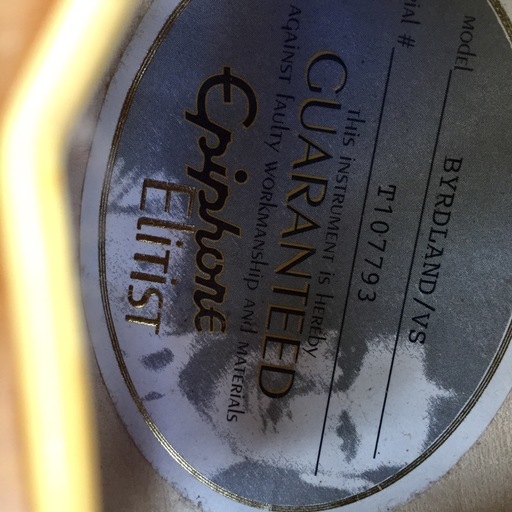 Model BYRDLAND/VS
ial # T107793
THIS INSTRUMENT is HEREBY
GUARANTEED
AGAINST FAULTY WORKMANSHIP AND MATERIALS
Epiphone
ElitisT